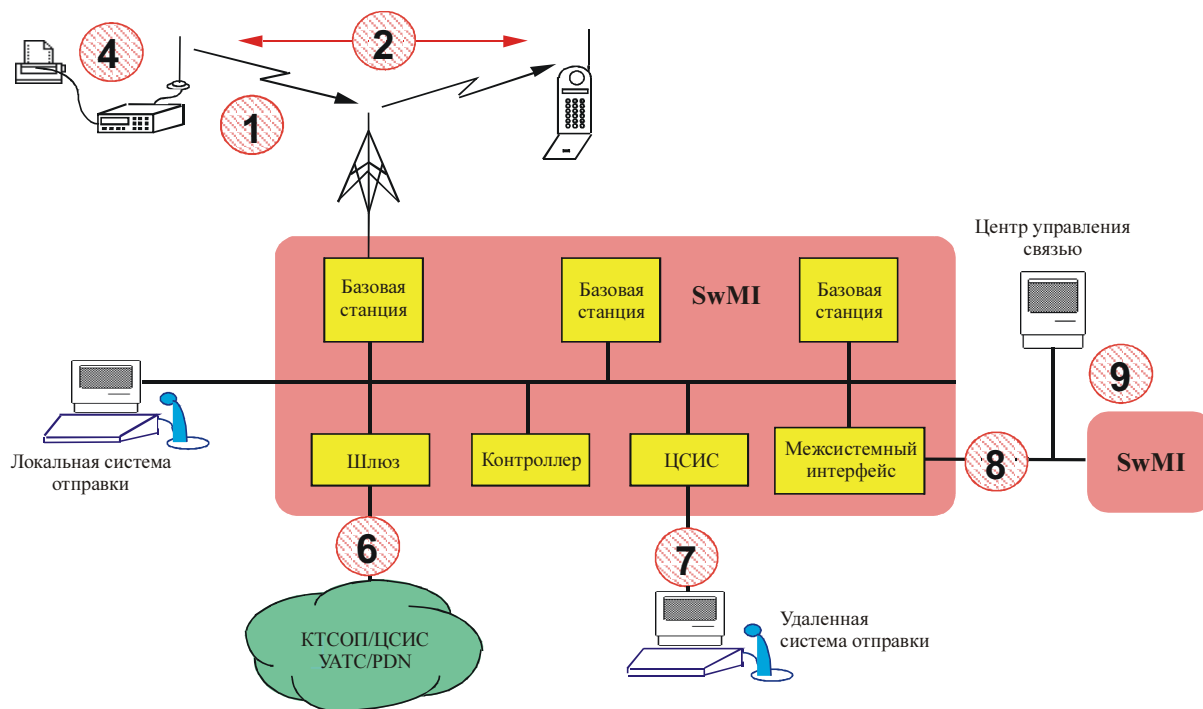 4
2
1
Центр управления
связью
Базовая
станция
Базовая
станция
SwMI
Базовая
станция
9
Локальная система
отправки
Шлюз
Контроллер
ЦСИС
Межсистемный
интерфейс
8
SwMI
6
7
КТСОП/ЦСИС
УАТС/PDN
Удаленная
система отправки